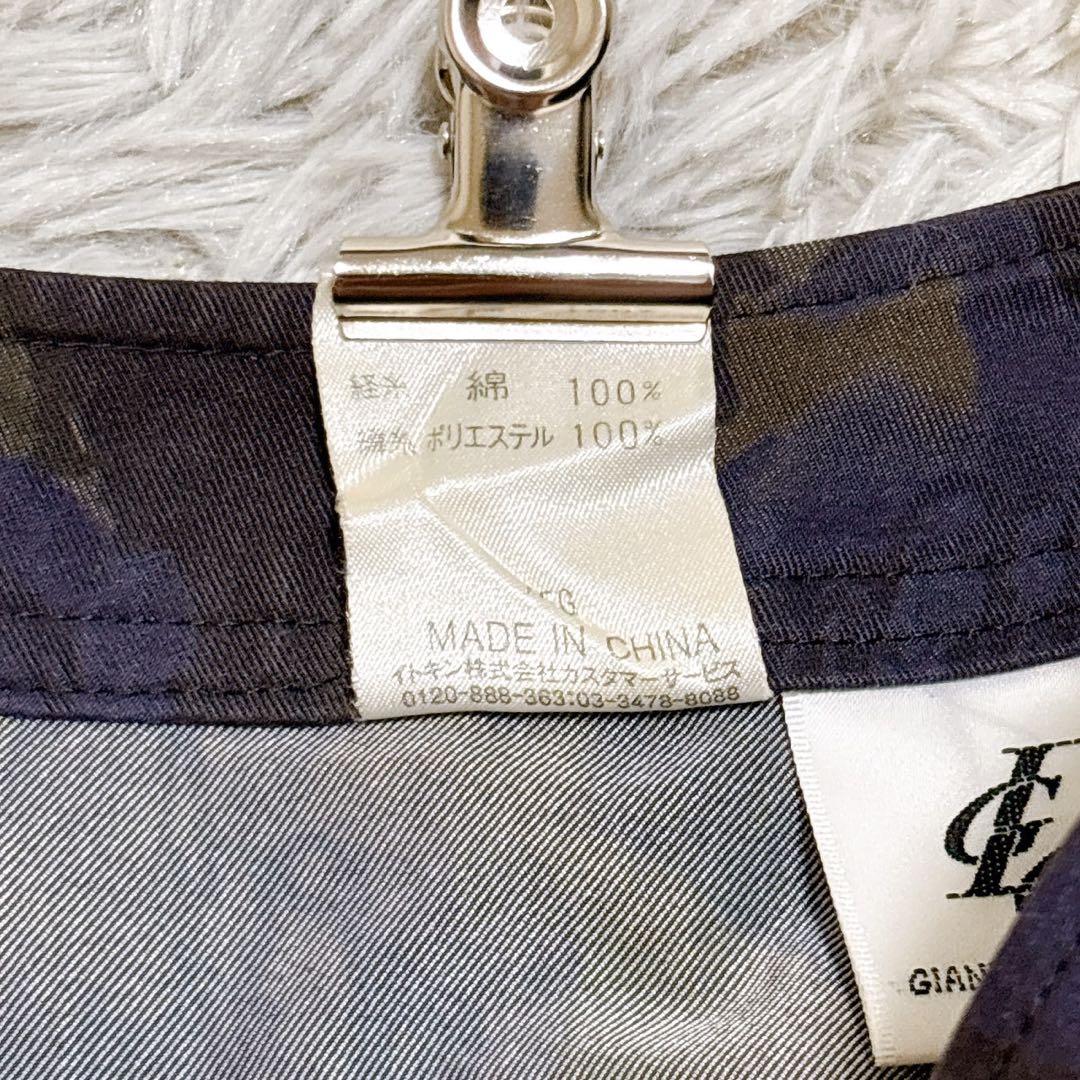 経糸 綿 100%
緯糸 ポリエステル 100%
MADE IN CHINA
イトキン株式会社カスタマーサービス
0120-888-363:03-3478-8088
GIAN